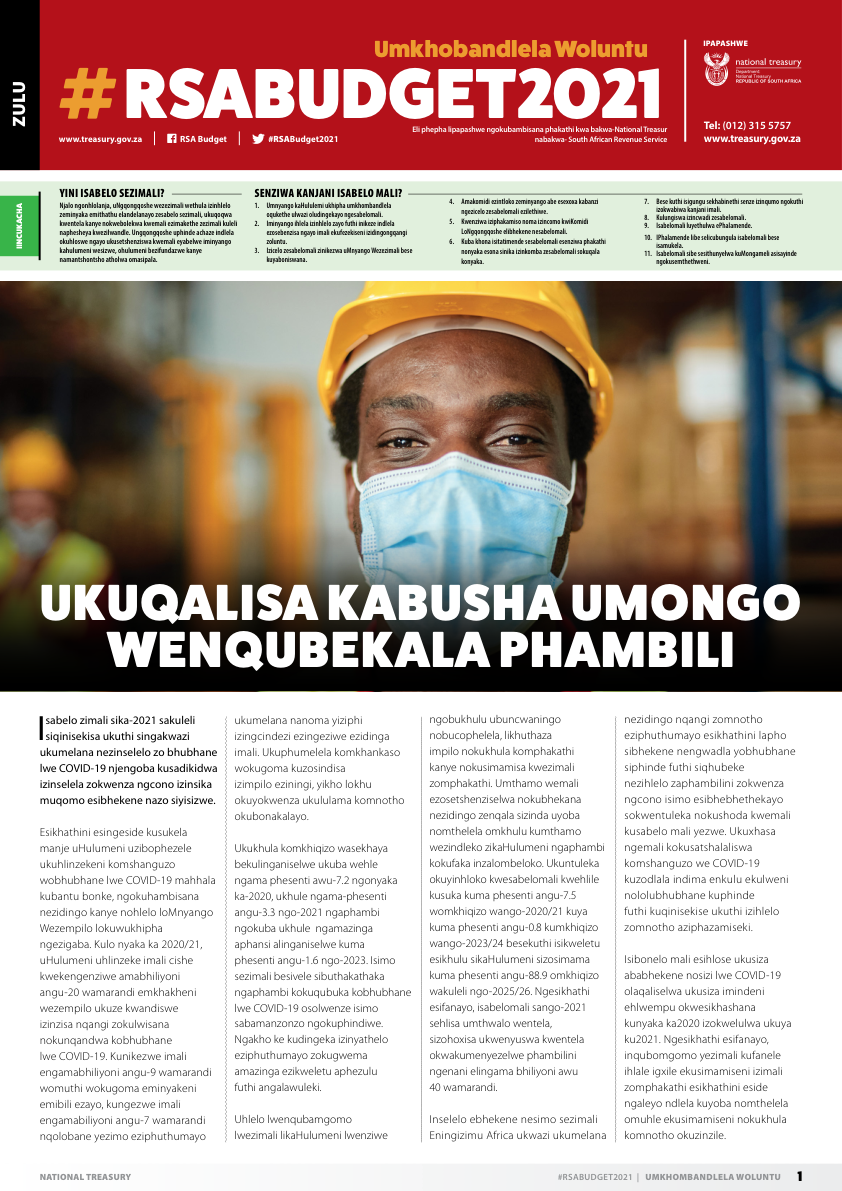 ZULU
Umkhobandlela Woluntu
#RSABUDGET2021
www.treasury.gov.za
RSA Budget
#RSABudget2021
Eli phepha lipapashwe ngokubambisana phakathi kwa bakwa-National Treasur
nabakwa- South African Revenue Service
IPAPASHWE
national treasury
Department:
National Treasury
REPUBLIC OF SOUTH AFRICA
Tel: (012) 315 5757
www.treasury.gov.za
IINCUKACHA
YINI ISABELO SEZIMALI?
Njalo ngonhlolanja, uNgqongqoshe wezezimali wethula izinhlelo
zeminyaka emithathu elandelanayo zesabelo sezimali, ukuqoqwa
kwentela kanye nokwebolekwa kwemali ezimakethe zezimali kuleli
naphesheya kwezilwandle. Ungqongqoshe uphinde achaze indlela
okuhloswe ngayo ukusetshenziswa kwemali eyabelwe iminyango
kahulumeni wesizwe, ohulumeni bezifundazwe kanye
namantshontsho atholwa omasipala.
SENZIWA KANJANI ISABELO MALI?
1. Umnyango kaHulumeni ukhipha umkhombandlela
oqukethe ulwazi oludingekayo ngesabelomali.
2. Iminyango ihlela izinhlelo zayo futhi inikeze indlela
ezosebenzisa ngayo imali ekufezekiseni izidingongqangi
zoluntu.
3. Izicelo zesabelomali zinikezwa uMnyango Wezezimali bese
kuyaboniswana.
4. Amakomidi ezintloko zeminyango abe esexoxa kabanzi
ngezicelo zesabelomali ezilethiwe.
5. Kwenziwa iziphakamiso noma izincomo kwiKomidi
LoNgqongqoshe elibhekene nesabelomali.
6. Kuba khona isitatimende sesabelomali esenziwa phakathi
nonyaka esona sinika izinkomba zesabelomali sokuqala
konyaka.
7. Bese kuthi isigungu sekhabinethi senze izinqumo ngokuthi
izokwabiwa kanjani imali.
8. Kulungiswa izincwadi zesabelomali.
9. Isabelomali luyethulwa ePhalamende.
10. IPhalamende libe selicubungula isabelomali bese
isamukela.
11. Isabelomali sibe sesithunyelwa kuMongameli asisayinde
ngokusemthethweni.
UKUQALISA KABUSHA UMONGO
WENQUBEKALA PHAMBILI
Isabelo zimali sika-2021 sakuleli
siqinisekisa ukuthi singakwazi
ukumelana nezinselelo zo bhubhane
lwe COVID-19 njengoba kusadikidwa
izinselela zokwenza ngcono izinsika
muqomo esibhekene nazo siyisizwe.
Esikhathini esingeside kusukela
manje uHulumeni uzibophezele
ukuhlinzekeni komshanguzo
wobhubhane lwe COVID-19 mahhala
kubantu bonke, ngokuhambisana
nezidingo kanye nohlelo loMnyango
Wezempilo lokuwukhipha
ngezigaba. Kulo nyaka ka 2020/21,
uHulumeni uhlinzeke imali cishe
kwekengenziwe amabhiliyoni
angu-20 wamarandi emkhakheni
wezempilo ukuze kwandiswe
izinzisa nqangi zokulwisana
nokunqandwa kobhubhane
lwe COVID-19. Kunikezwe imali
engamabhiliyoni angu-9 wamarandi
womuthi wokugoma eminyakeni
emibili ezayo, kungezwe imali
engamabiliyoni angu-7 wamarandi
nqolobane yezimo eziphuthumayo
ukumelana nanoma yiziphi
izingcindezi ezingeziwe ezidinga
imali. Ukuphumelela komkhankaso
wokugoma kuzosindisa
izimpilo eziningi, yikho lokhu
okuyokwenza ukululama komnotho
okubonakalayo.
Ukukhula komkhiqizo wasekhaya
bekulinganiselwe ukuba wehle
ngama phesenti awu-7.2 ngonyaka
ka-2020, ukhule ngama-phesenti
angu-3.3 ngo-2021 ngaphambi
ngokuba ukhule ngamazinga
aphansi alinganiselwe kuma
phesenti angu-1.6 ngo-2023. Isimo
sezimali besivele sibuthakathaka
ngaphambi kokuqubuka kobhubhane
lwe COVID-19 osolwenze isimo
sabamanzonzo ngokuphindiwe.
Ngakho ke kudingeka izinyathelo
eziphuthumayo zokugwema
amazinga ezikweletu aphezulu
futhi angalawuleki.
Uhlelo lwenqubamgomo
lwezimali likaHulumeni lwenziwe
ngobukhulu ubuncwaningo
nobucophelela, likhuthaza
impilo nokukhula komphakathi
kanye nokusimamisa kwezimali
zomphakathi. Umthamo wemali
ezosetshenziselwa nokubhekana
nezidingo zenqala sizinda uyoba
nomthelela omkhulu kumthamo
wezindleko zikaHulumeni ngaphambi
kokufaka inzalombeloko. Ukuntuleka
okuyinhloko kwesabelomali kwehlile
kusuka kuma phesenti angu-7.5
womkhiqizo wango-2020/21 kuya
kuma phesenti angu-0.8 kumkhiqizo
wango-2023/24 besekuthi isikweletu
esikhulu sikaHulumeni sizosimama
kuma phesenti angu-88.9 omkhiqizo
wakuleli ngo-2025/26. Ngesikhathi
esifanayo, isabelomali sango-2021
sehlisa umthwalo wentela,
sizohoxisa ukwenyuswa kwentela
okwakumenyezelwe phambilini
ngenani elingama bhiliyoni awu
40 wamarandi.
Inselelo ebhekene nesimo sezimali
Eningizimu Africa ukwazi ukumelana
nezidingo nqangi zomnotho
eziphuthumayo esikhathini lapho
sibhekene nengwadla yobhubhane
siphinde futhi siqhubeke
nezihlelo zaphambilini zokwenza
ngcono isimo esibhebhethekayo
sokwentuleka nokushoda kwemali
kusabelo mali yezwe. Ukuxhasa
ngemali kokusatshalaliswa
komshanguzo we COVID-19
kuzodlala indima enkulu ekulweni
nololubhubhane kuphinde
futhi kuqinisekise ukuthi izihlelo
zomnotho aziphazamiseki.
Isibonelo mali esihlose ukusiza
ababhekene nosizi lwe COVID-19
olaqaliselwa ukusiza imindeni
ehlwempu okwesikhashana
kunyaka ka2020 izokwelulwa ukuya
ku2021. Ngesikhathi esifanayo,
inqubomgomo yezimali kufanele
ihlale igxile ekusimamiseni izimali
zomphakathi esikhathini eside
ngaleyo ndlela kuyoba nomthelela
omuhle ekusimamiseni nokukhula
komnotho okuzinzile.
NATIONAL TREASURY
#RSABUDGET2021 | UMKHOMBANDLELA WOLUNTU 1